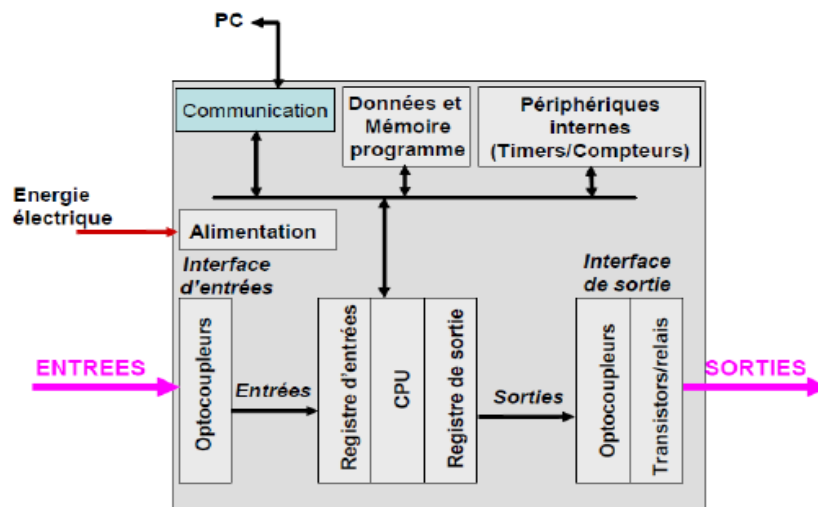 PC
Communication
Données et
Mémoire
programme
Périphériques
internes
(Timers/Compteurs)
Energie
électrique
Alimentation
Interface
d'entrées
Interface
de sortie
ENTREES
Optocoupleurs
Entrées
Registre d'entrées
CPU
Registre de sortie
Sorties
Optocoupleurs
Transistors/relais
SORTIES